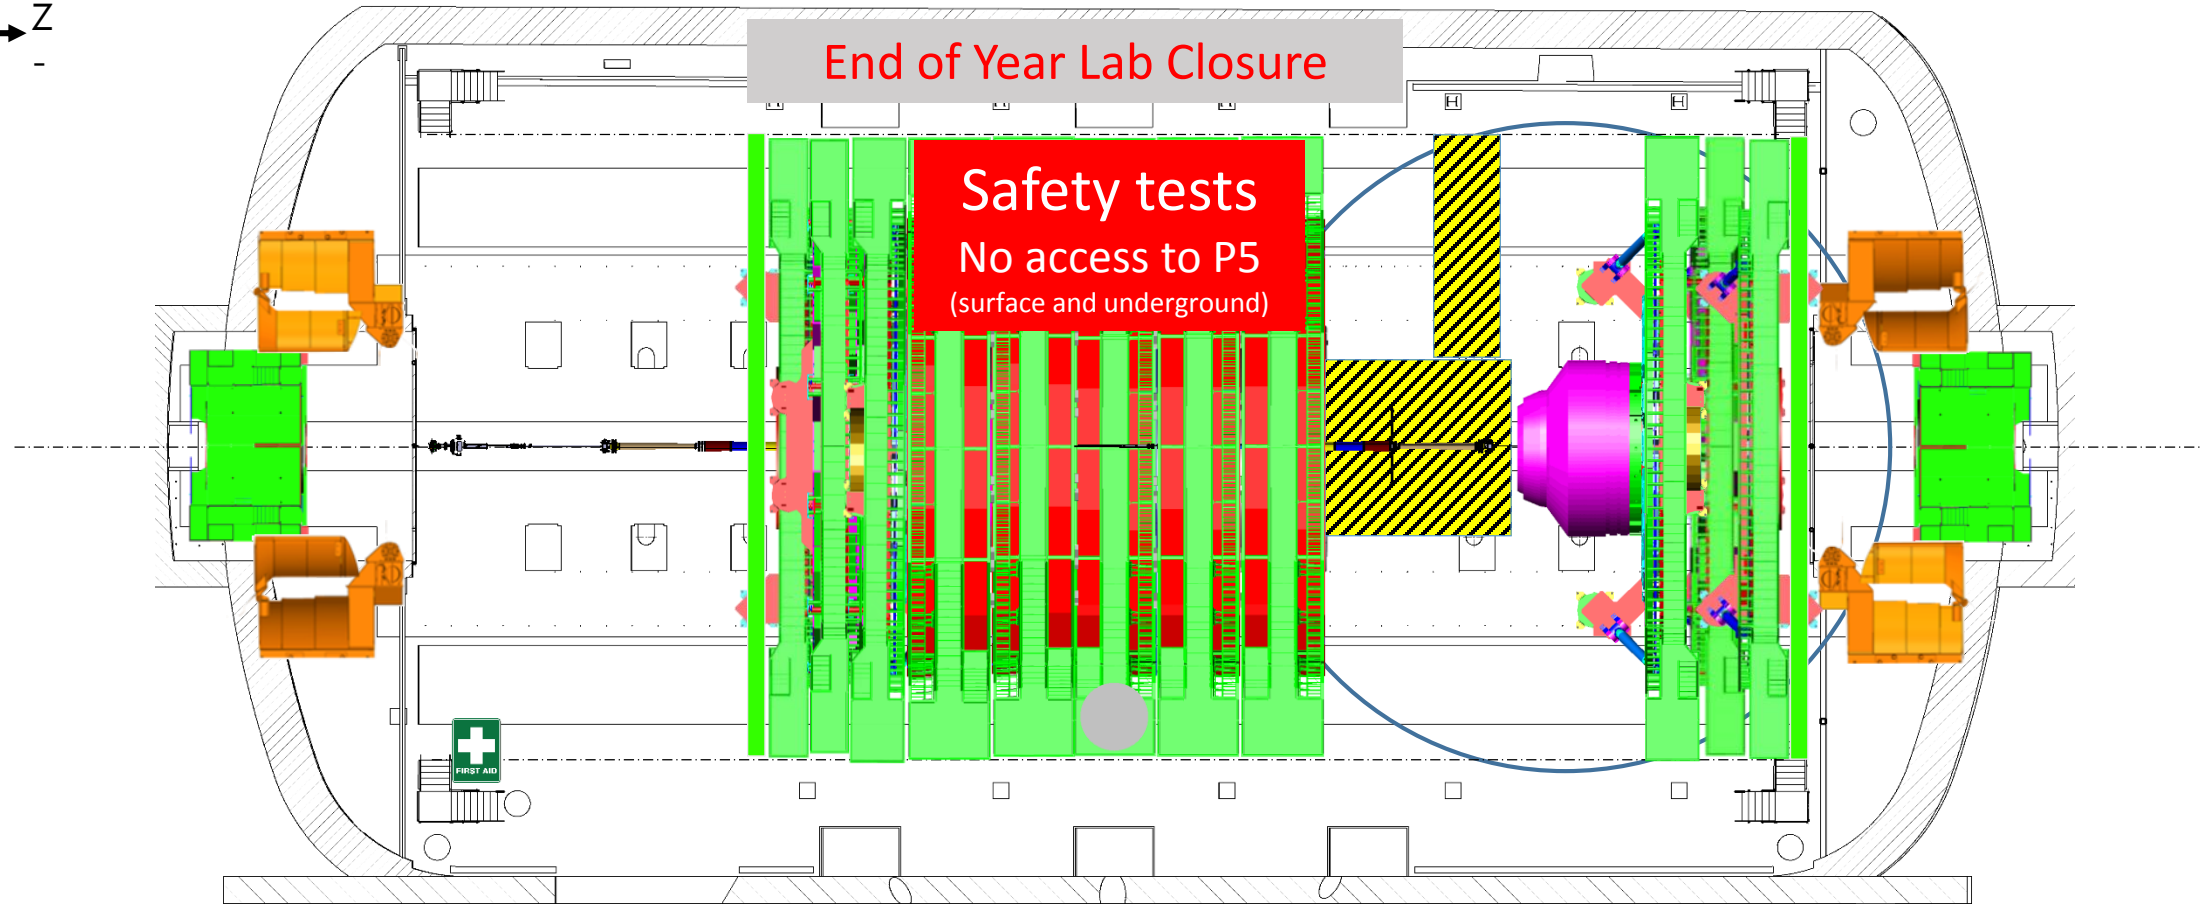 Z
-
End of Year Lab Closure
Safety tests
No access to P5
(surface and underground)
H
H
H
H
H
FIRST AID